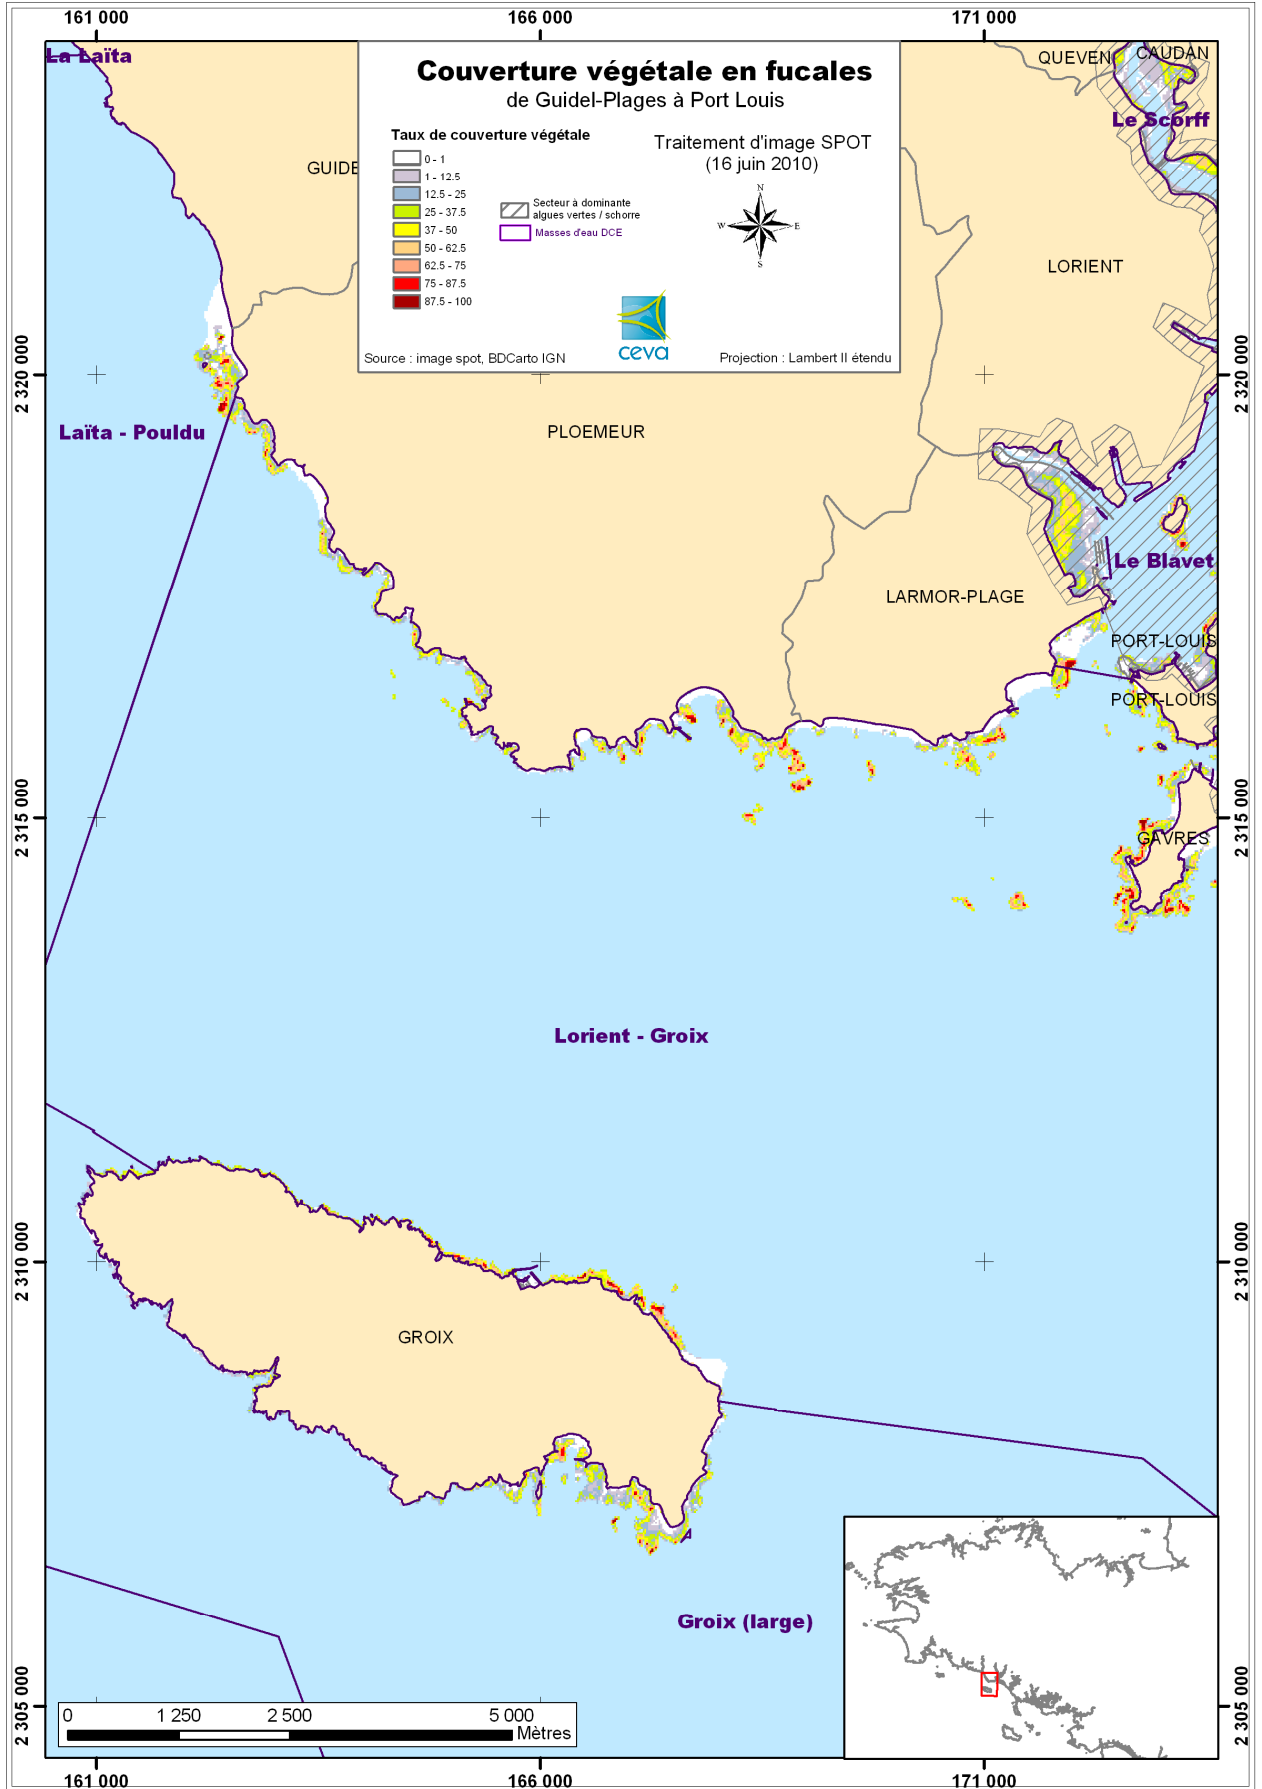 161 000
166 000
171 000
La Laïta
QUEVEN
CAUDAN
Couverture végétale en fucales
de Guidel-Plages à Port Louis
Le Scorff
Taux de couverture végétale
0 - 1
1 - 12.5
12.5 - 25
25 - 37.5
37 - 50
50 - 62.5
62.5 - 75
75 - 87.5
87.5 - 100
Traitement d'image SPOT
(16 juin 2010)
Secteur à dominante
algues vertes / schorre
Masses d'eau DCE
N
W
E
S
ceva
Source : image spot, BDCarto IGN
Projection : Lambert II étendu
GUIDE
LORIENT
2 320 000
2 320 000
Laïta - Pouldu
PLOEMEUR
Le Blavet
LARMOR-PLAGE
PORT-LOUIS
PORT-LOUIS
2 315 000
2 315 000
GAVRES
Lorient - Groix
2 310 000
2 310 000
GROIX
Groix (large)
2 305 000
2 305 000
0
1 250
2 500
5 000
Mètres
161 000
166 000
171 000